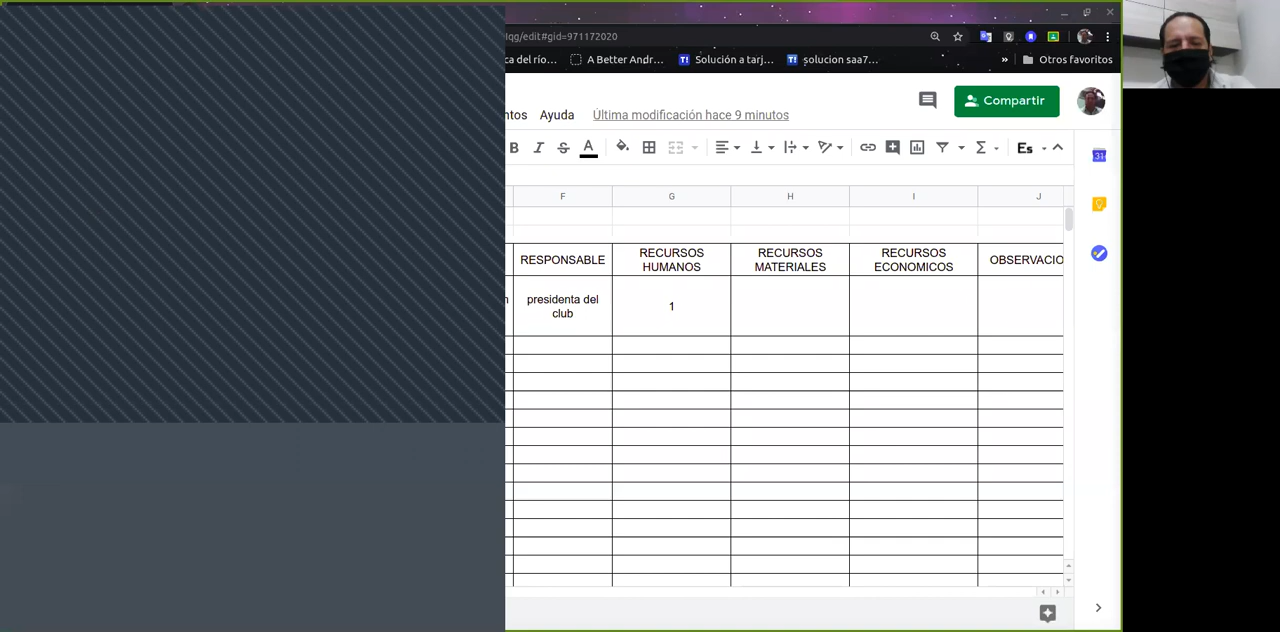 lqg/edit#gid=971172020
ca del río...
A Better Andr...
T! Solución a tarj...
T! solucion saa7...
»
Otros favoritos
ntos
Ayuda
Última modificación hace 9 minutos
Compartir
B I S A
Σ
Es
31
F
G
H
I
J
RESPONSABLE
RECURSOS
HUMANOS
RECURSOS
MATERIALES
RECURSOS
ECONOMICOS
OBSERVACIO
n
presidenta del
club
1